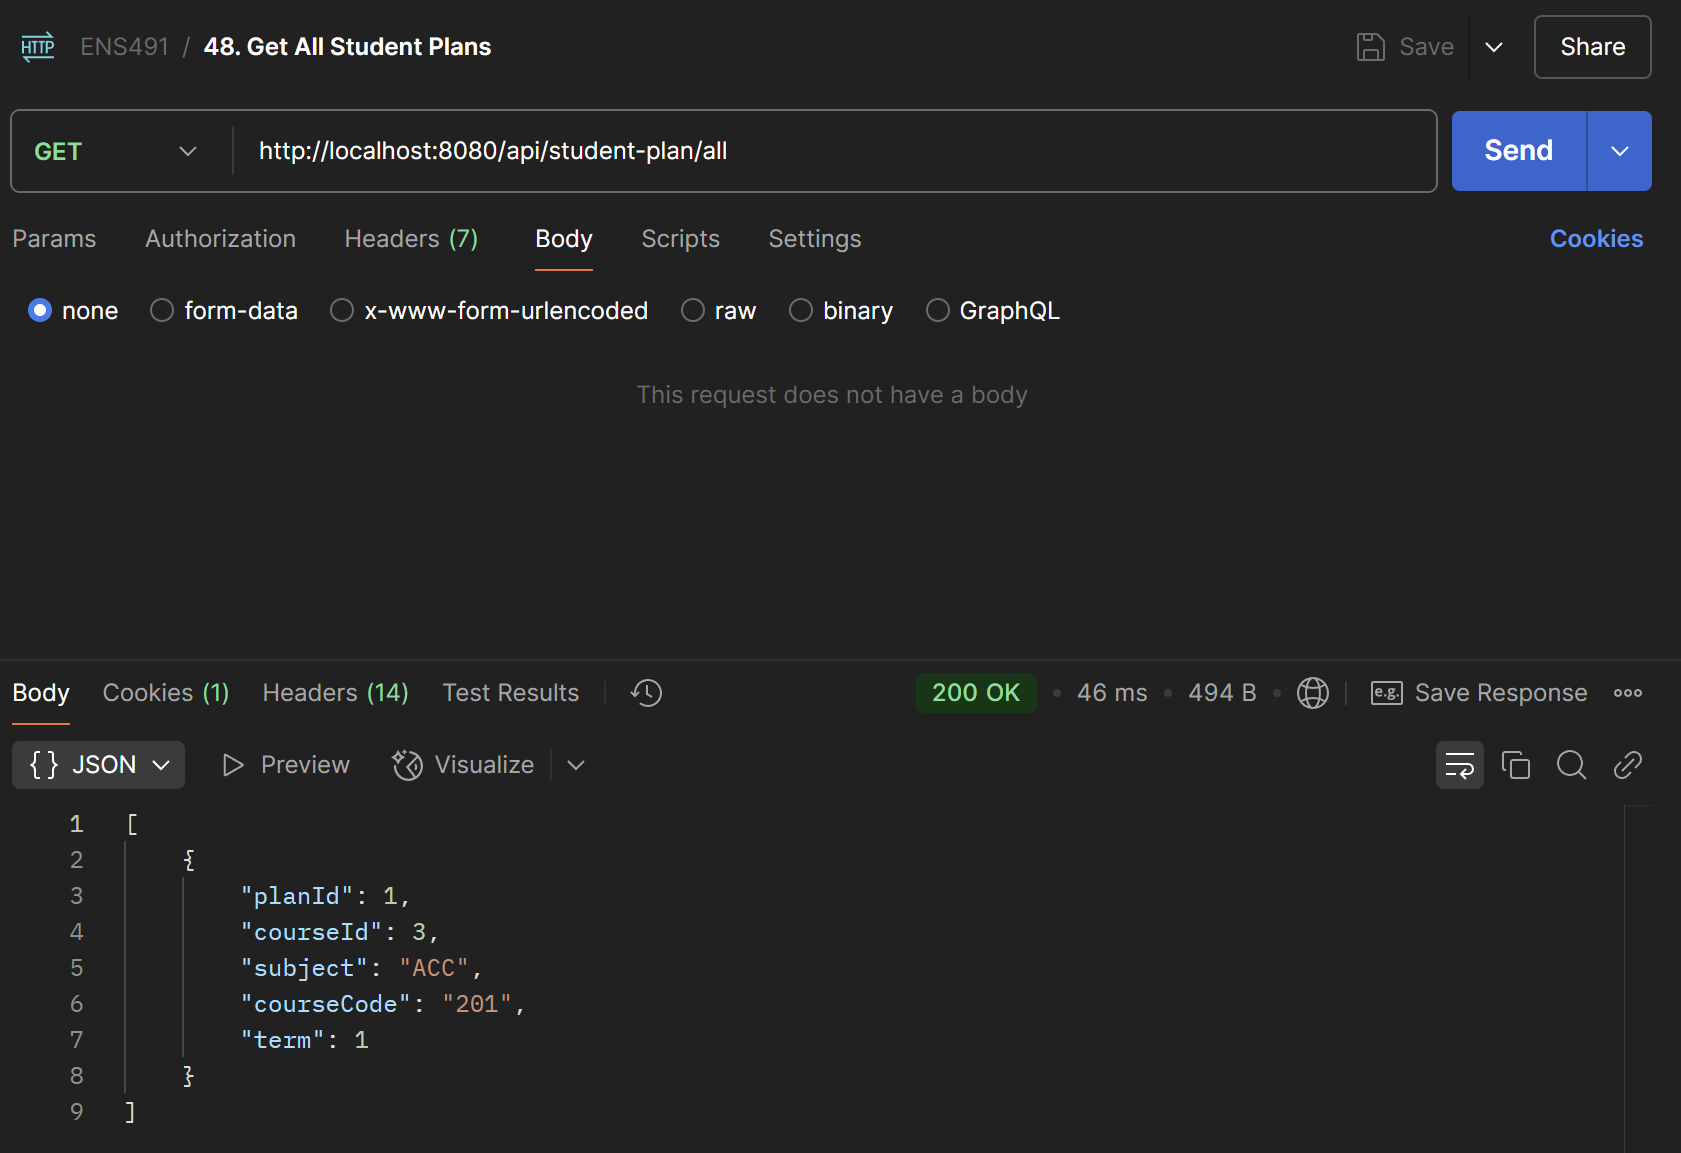 HTTP ENS491 / 48. Get All Student Plans Save Share
GET http://localhost:8080/api/student-plan/all Send
Params Authorization Headers (7) Body Scripts Settings Cookies
none form-data x-www-form-urlencoded raw binary GraphQL
This request does not have a body
Body Cookies (1) Headers (14) Test Results 200 OK • 46 ms • 494 B • e.g. Save Response
{} JSON Preview Visualize
1 [
2 {
3 "planId": 1,
4 "courseId": 3,
5 "subject": "ACC",
6 "courseCode": "201",
7 "term": 1
8 }
9 ]